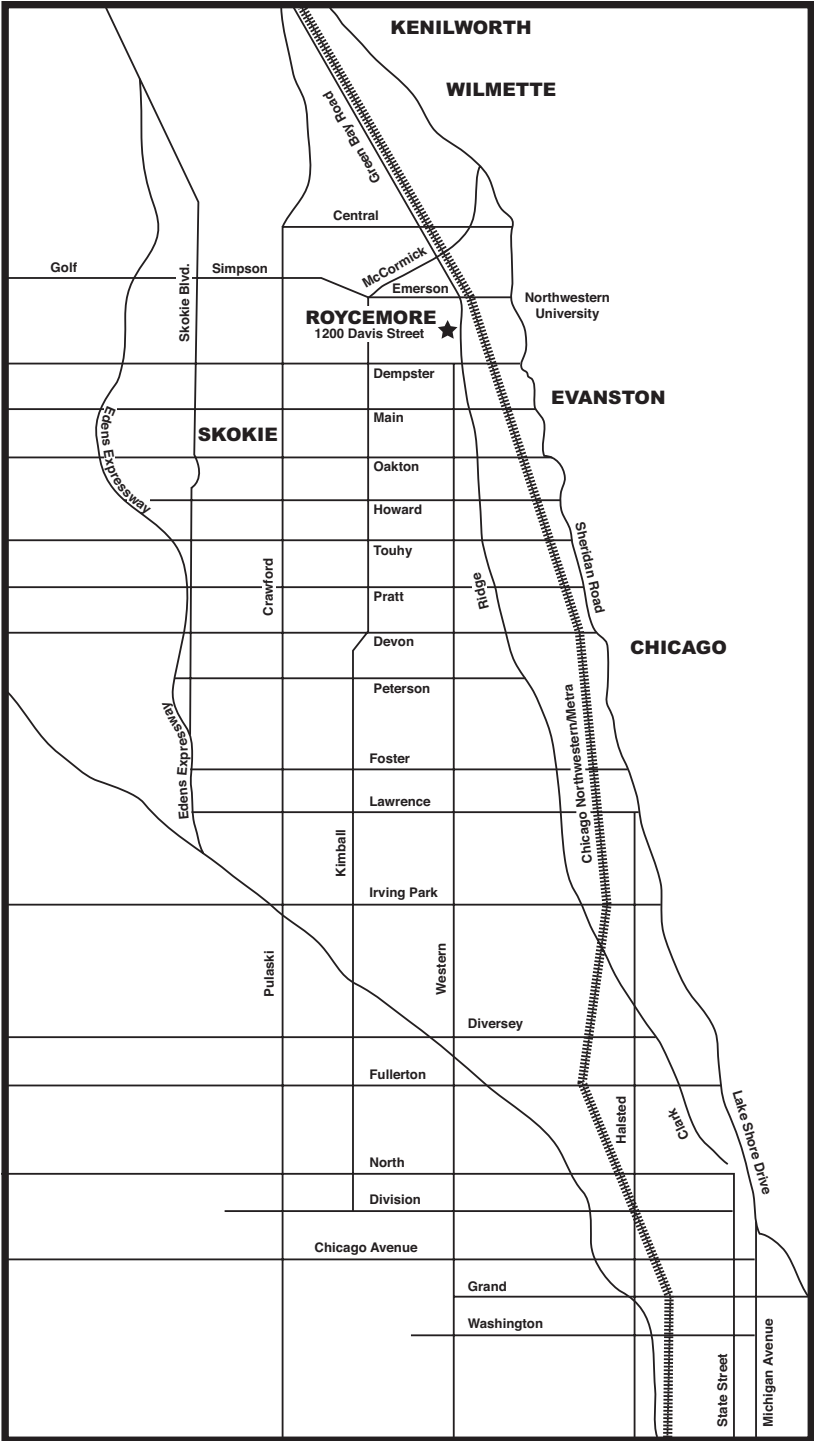 KENILWORTH
WILMETTE
Green Bay Road
Central
McCormick
Golf
Simpson
Skokie Blvd.
Emerson
Northwestern
University
ROYCEMORE
1200 Davis Street
Dempster
EVANSTON
Main
Edens Expressway
SKOKIE
Oakton
Howard
Sheridan Road
Touhy
Crawford
Ridge
Pratt
Devon
CHICAGO
Peterson
Edens Expressway
Chicago Northwestern/Metra
Foster
Lawrence
Kimball
Irving Park
Pulaski
Western
Diversey
Fullerton
Halsted
Clark
Lake Shore Drive
North
Division
Chicago Avenue
Grand
Washington
State Street
Michigan Avenue